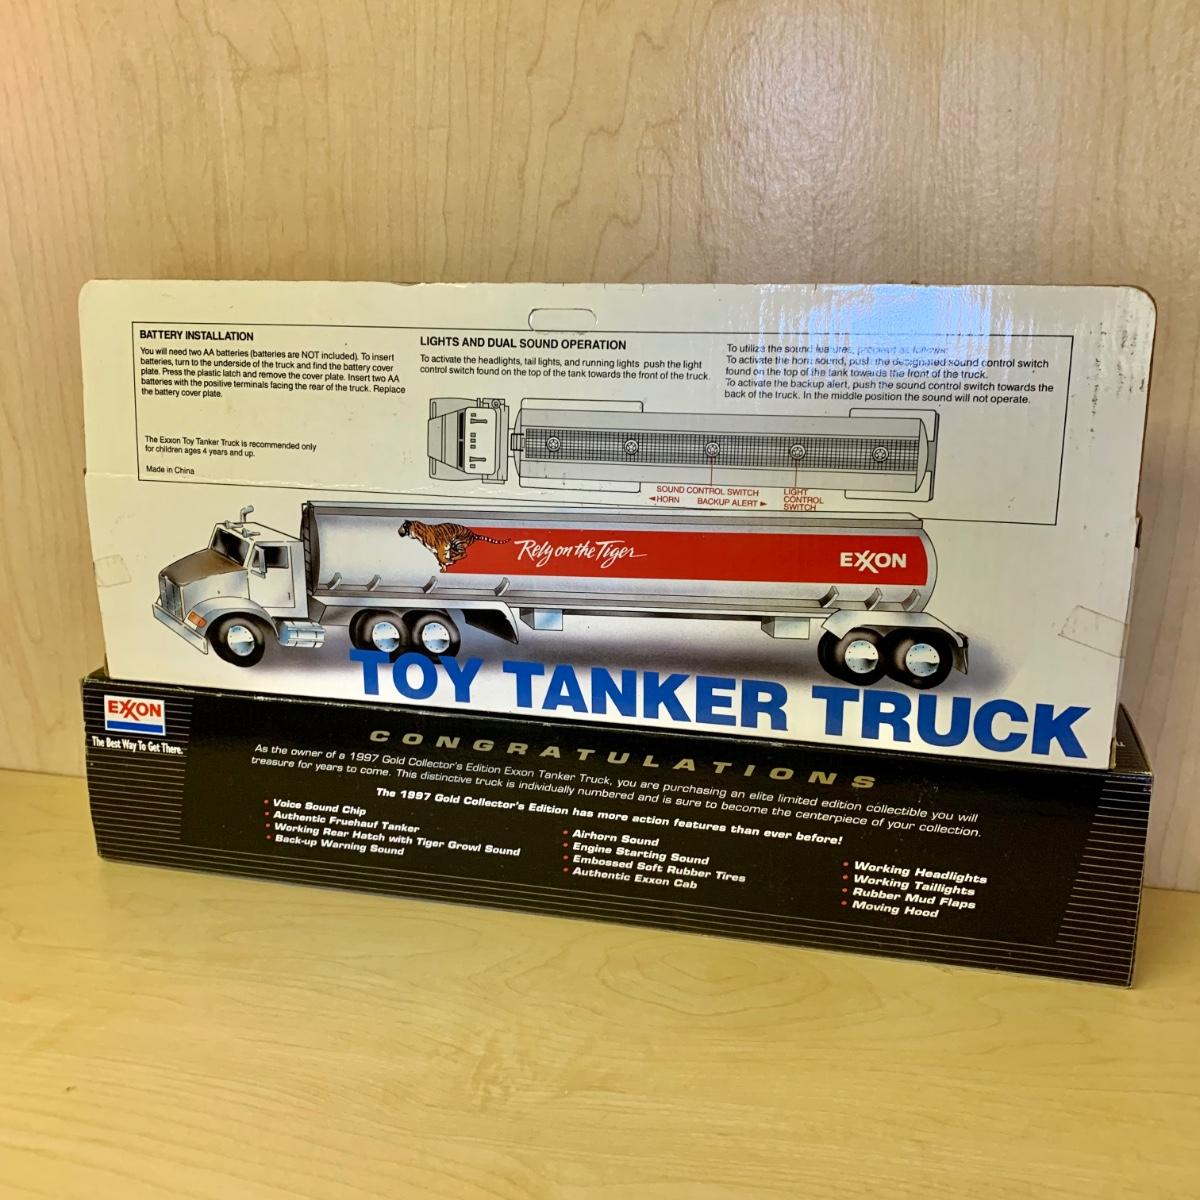 BATTERY INSTALLATION
You will need two AA batteries (batteries are NOT included). To insert
batteries, turn to the underside of the truck and find the battery cover
plate. Press the plastic latch and remove the cover plate. Insert two AA
batteries with the positive terminals facing the rear of the truck. Replace
the battery cover plate.
The Exxon Toy Tanker Truck is recommended only
for children ages 4 years and up.
Made in China
LIGHTS AND DUAL SOUND OPERATION
To activate the headlights, tail lights, and running lights push the light
control switch found on the top of the tank towards the front of the truck.
To utilize the sound features, proceed as follows:
To activate the horn sound, push the designated sound control switch
found on the top of the tank towards the front of the truck.
To activate the backup alert, push the sound control switch towards the
back of the truck. In the middle position the sound will not operate.
SOUND CONTROL SWITCH
◄HORN BACKUP ALERT►
LIGHT
CONTROL
SWITCH
Rely on the Tiger
EXXON
TOY TANKER TRUCK
EXXON
The Best Way To Get There.
CONGRATULATIONS
As the owner of a 1997 Gold Collector's Edition Exxon Tanker Truck, you are purchasing an elite limited edition collectible you will
treasure for years to come. This distinctive truck is individually numbered and is sure to become the centerpiece of your collection.
The 1997 Gold Collector's Edition has more action features than ever before!
• Voice Sound Chip
• Authentic Fruehauf Tanker
• Working Rear Hatch with Tiger Growl Sound
• Back-up Warning Sound
• Airhorn Sound
• Engine Starting Sound
• Embossed Soft Rubber Tires
• Authentic Exxon Cab
• Working Headlights
• Working Taillights
• Rubber Mud Flaps
• Moving Hood